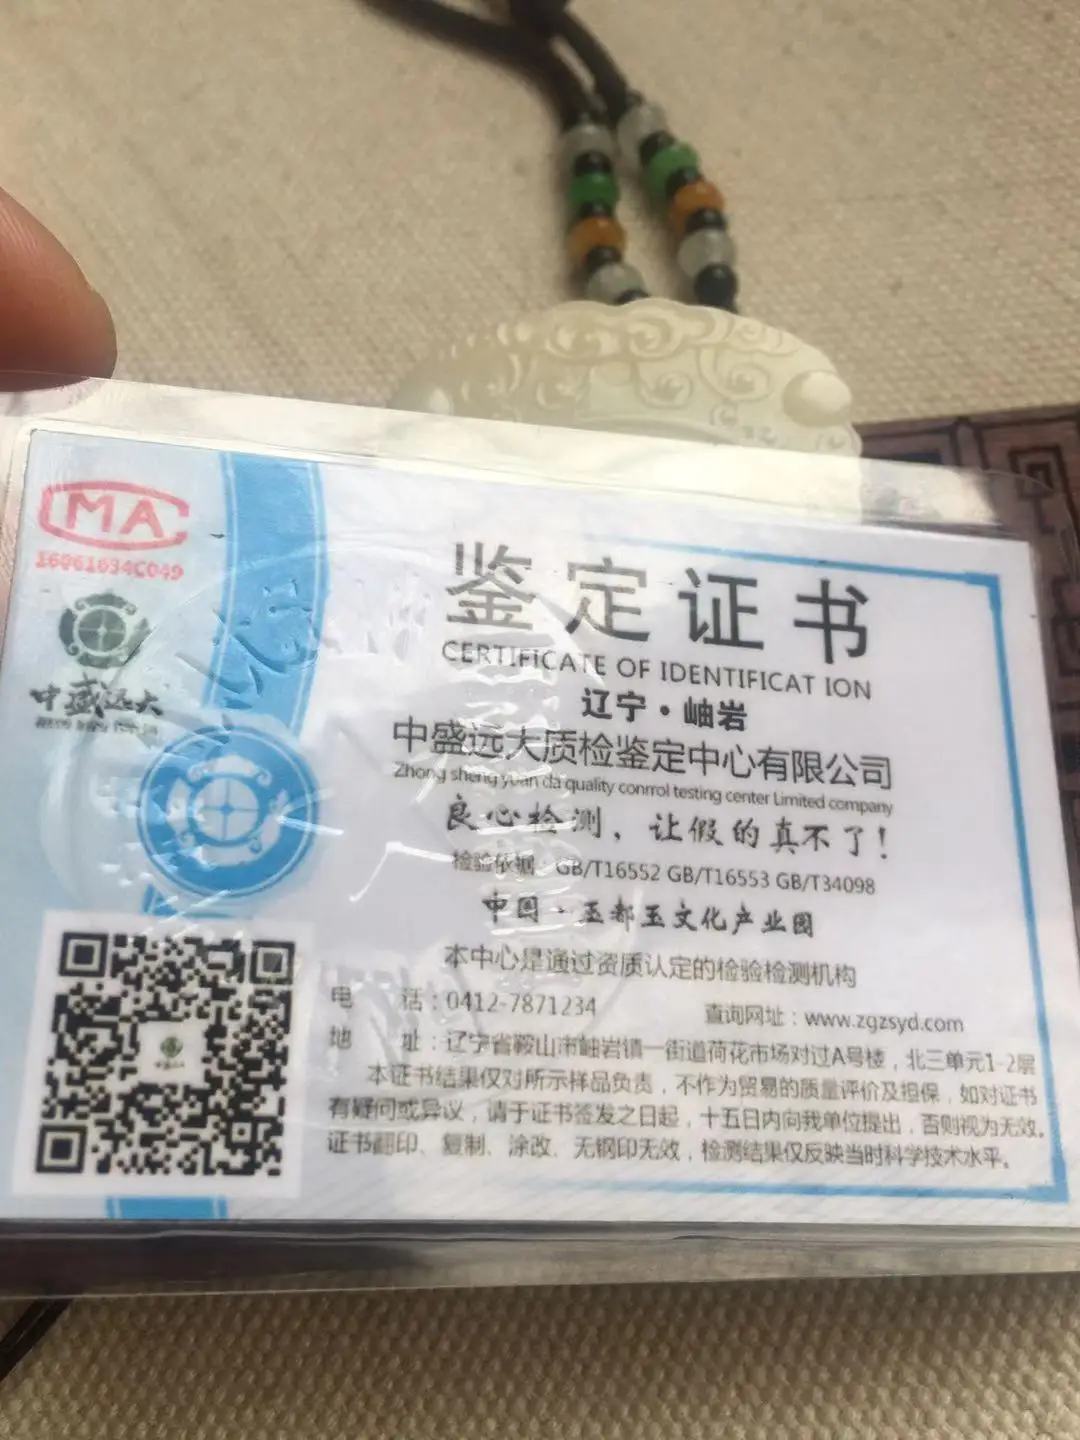 MA
16061034C049
中盛远大
鉴定证书
CERTIFICATE OF IDENTIFICAT ION
辽宁·岫岩
中盛远大质检鉴定中心有限公司
Zhong sheng yuan da quality conrrol testing center Limited company
良心检测，让假的真不了！
检验依据 GB/T16552 GB/T16553 GB/T34098
中国·玉都玉文化产业园
本中心是通过资质认定的检验检测机构
电 话：0412-7871234 查询网址：www.zgzsyd.com
地 址：辽宁省鞍山市岫岩镇一街道荷花市场对过A号楼，北三单元1-2层
本证书结果仅对所示样品负责，不作为贸易的质量评价及担保，如对证书
有疑问或异议，请于证书签发之日起，十五日内向我单位提出，否则视为无效。
证书翻印、复制、涂改、无钢印无效，检测结果仅反映当时科学技术水平。